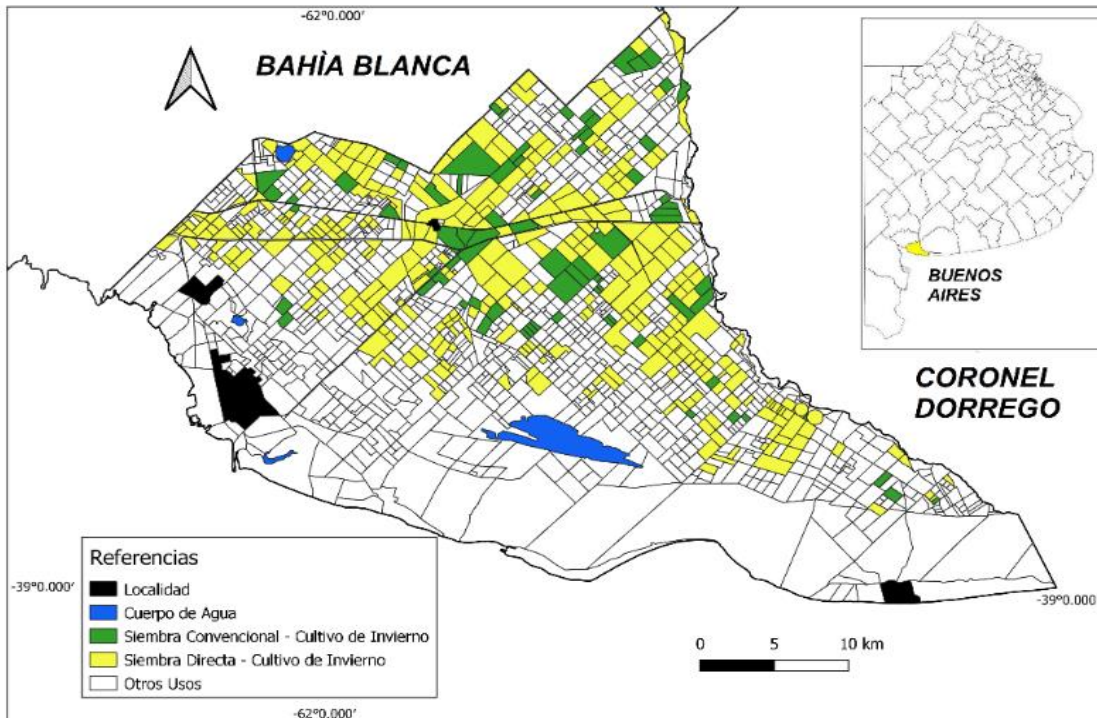 -62°0.000'
BAHÌA BLANCA
BUENOS
AIRES
CORONEL
DORREGO
Referencias
Localidad
Cuerpo de Agua
Siembra Convencional - Cultivo de Invierno
Siembra Directa - Cultivo de Invierno
Otros Usos
-39°0.000'
-39°0.000'
0 5 10 km
-62°0.000'